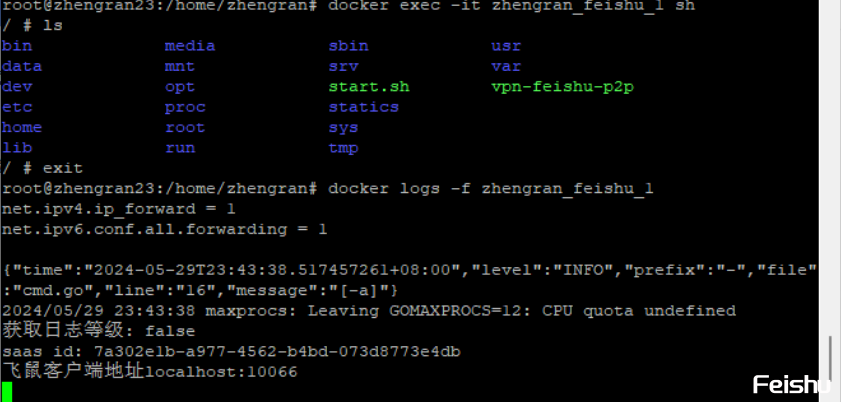 root@zhengran23:/home/zhengran# docker exec -it zhengran_feishu_1 sh
/ # ls
bin media sbin usr
data mnt srv var
dev opt start.sh vpn-feishu-p2p
etc proc statics
home root sys
lib run tmp
/ # exit
root@zhengran23:/home/zhengran# docker logs -f zhengran_feishu_1
net.ipv4.ip_forward = 1
net.ipv6.conf.all.forwarding = 1
{"time":"2024-05-29T23:43:38.517457261+08:00","level":"INFO","prefix":"-","file"
:"cmd.go","line":"16","message":"[-a]"}
2024/05/29 23:43:38 maxprocs: Leaving GOMAXPROCS=12: CPU quota undefined
获取日志等级: false
saas id: 7a302e1b-a977-4562-b4bd-073d8773e4db
飞鼠客户端地址localhost:10066
Feishu